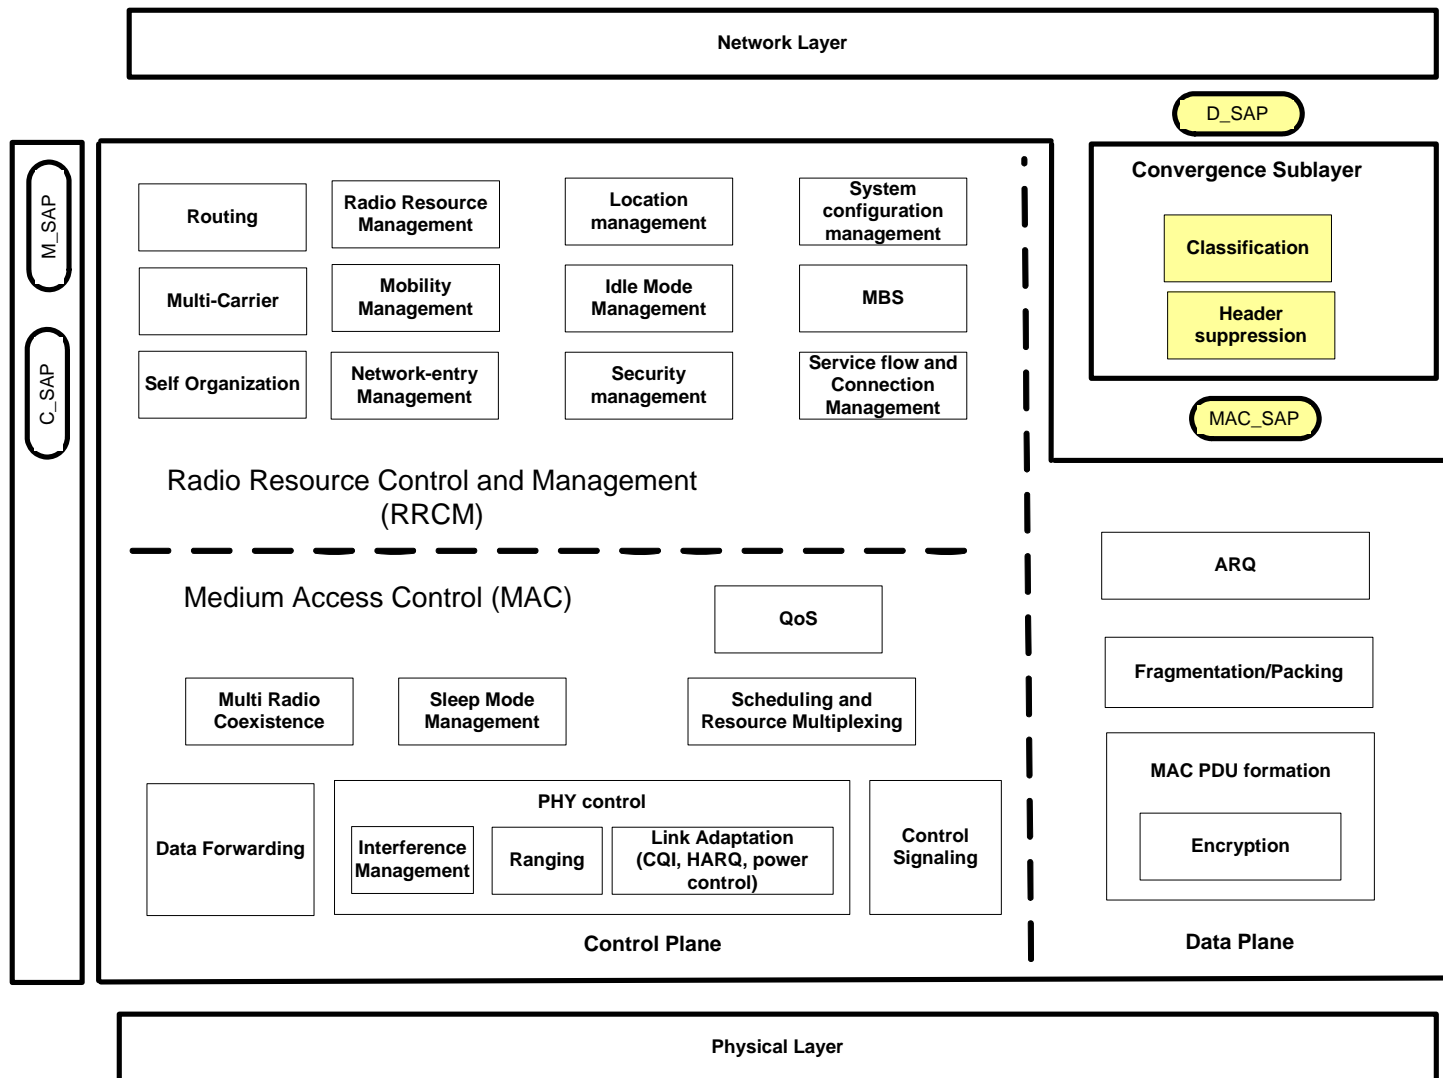 Network Layer
D_SAP
M_SAP
C_SAP
Routing
Radio Resource
Management
Location
management
System
configuration
management
Multi-Carrier
Mobility
Management
Idle Mode
Management
MBS
Self Organization
Network-entry
Management
Security
management
Service flow and
Connection
Management
Radio Resource Control and Management
(RRCM)
Convergence Sublayer
Classification
Header
suppression
MAC_SAP
Medium Access Control (MAC)
QoS
Multi Radio
Coexistence
Sleep Mode
Management
Scheduling and
Resource Multiplexing
Data Forwarding
PHY control
Interference
Management
Ranging
Link Adaptation
(CQI, HARQ, power
control)
Control
Signaling
Control Plane
ARQ
Fragmentation/Packing
MAC PDU formation
Encryption
Data Plane
Physical Layer